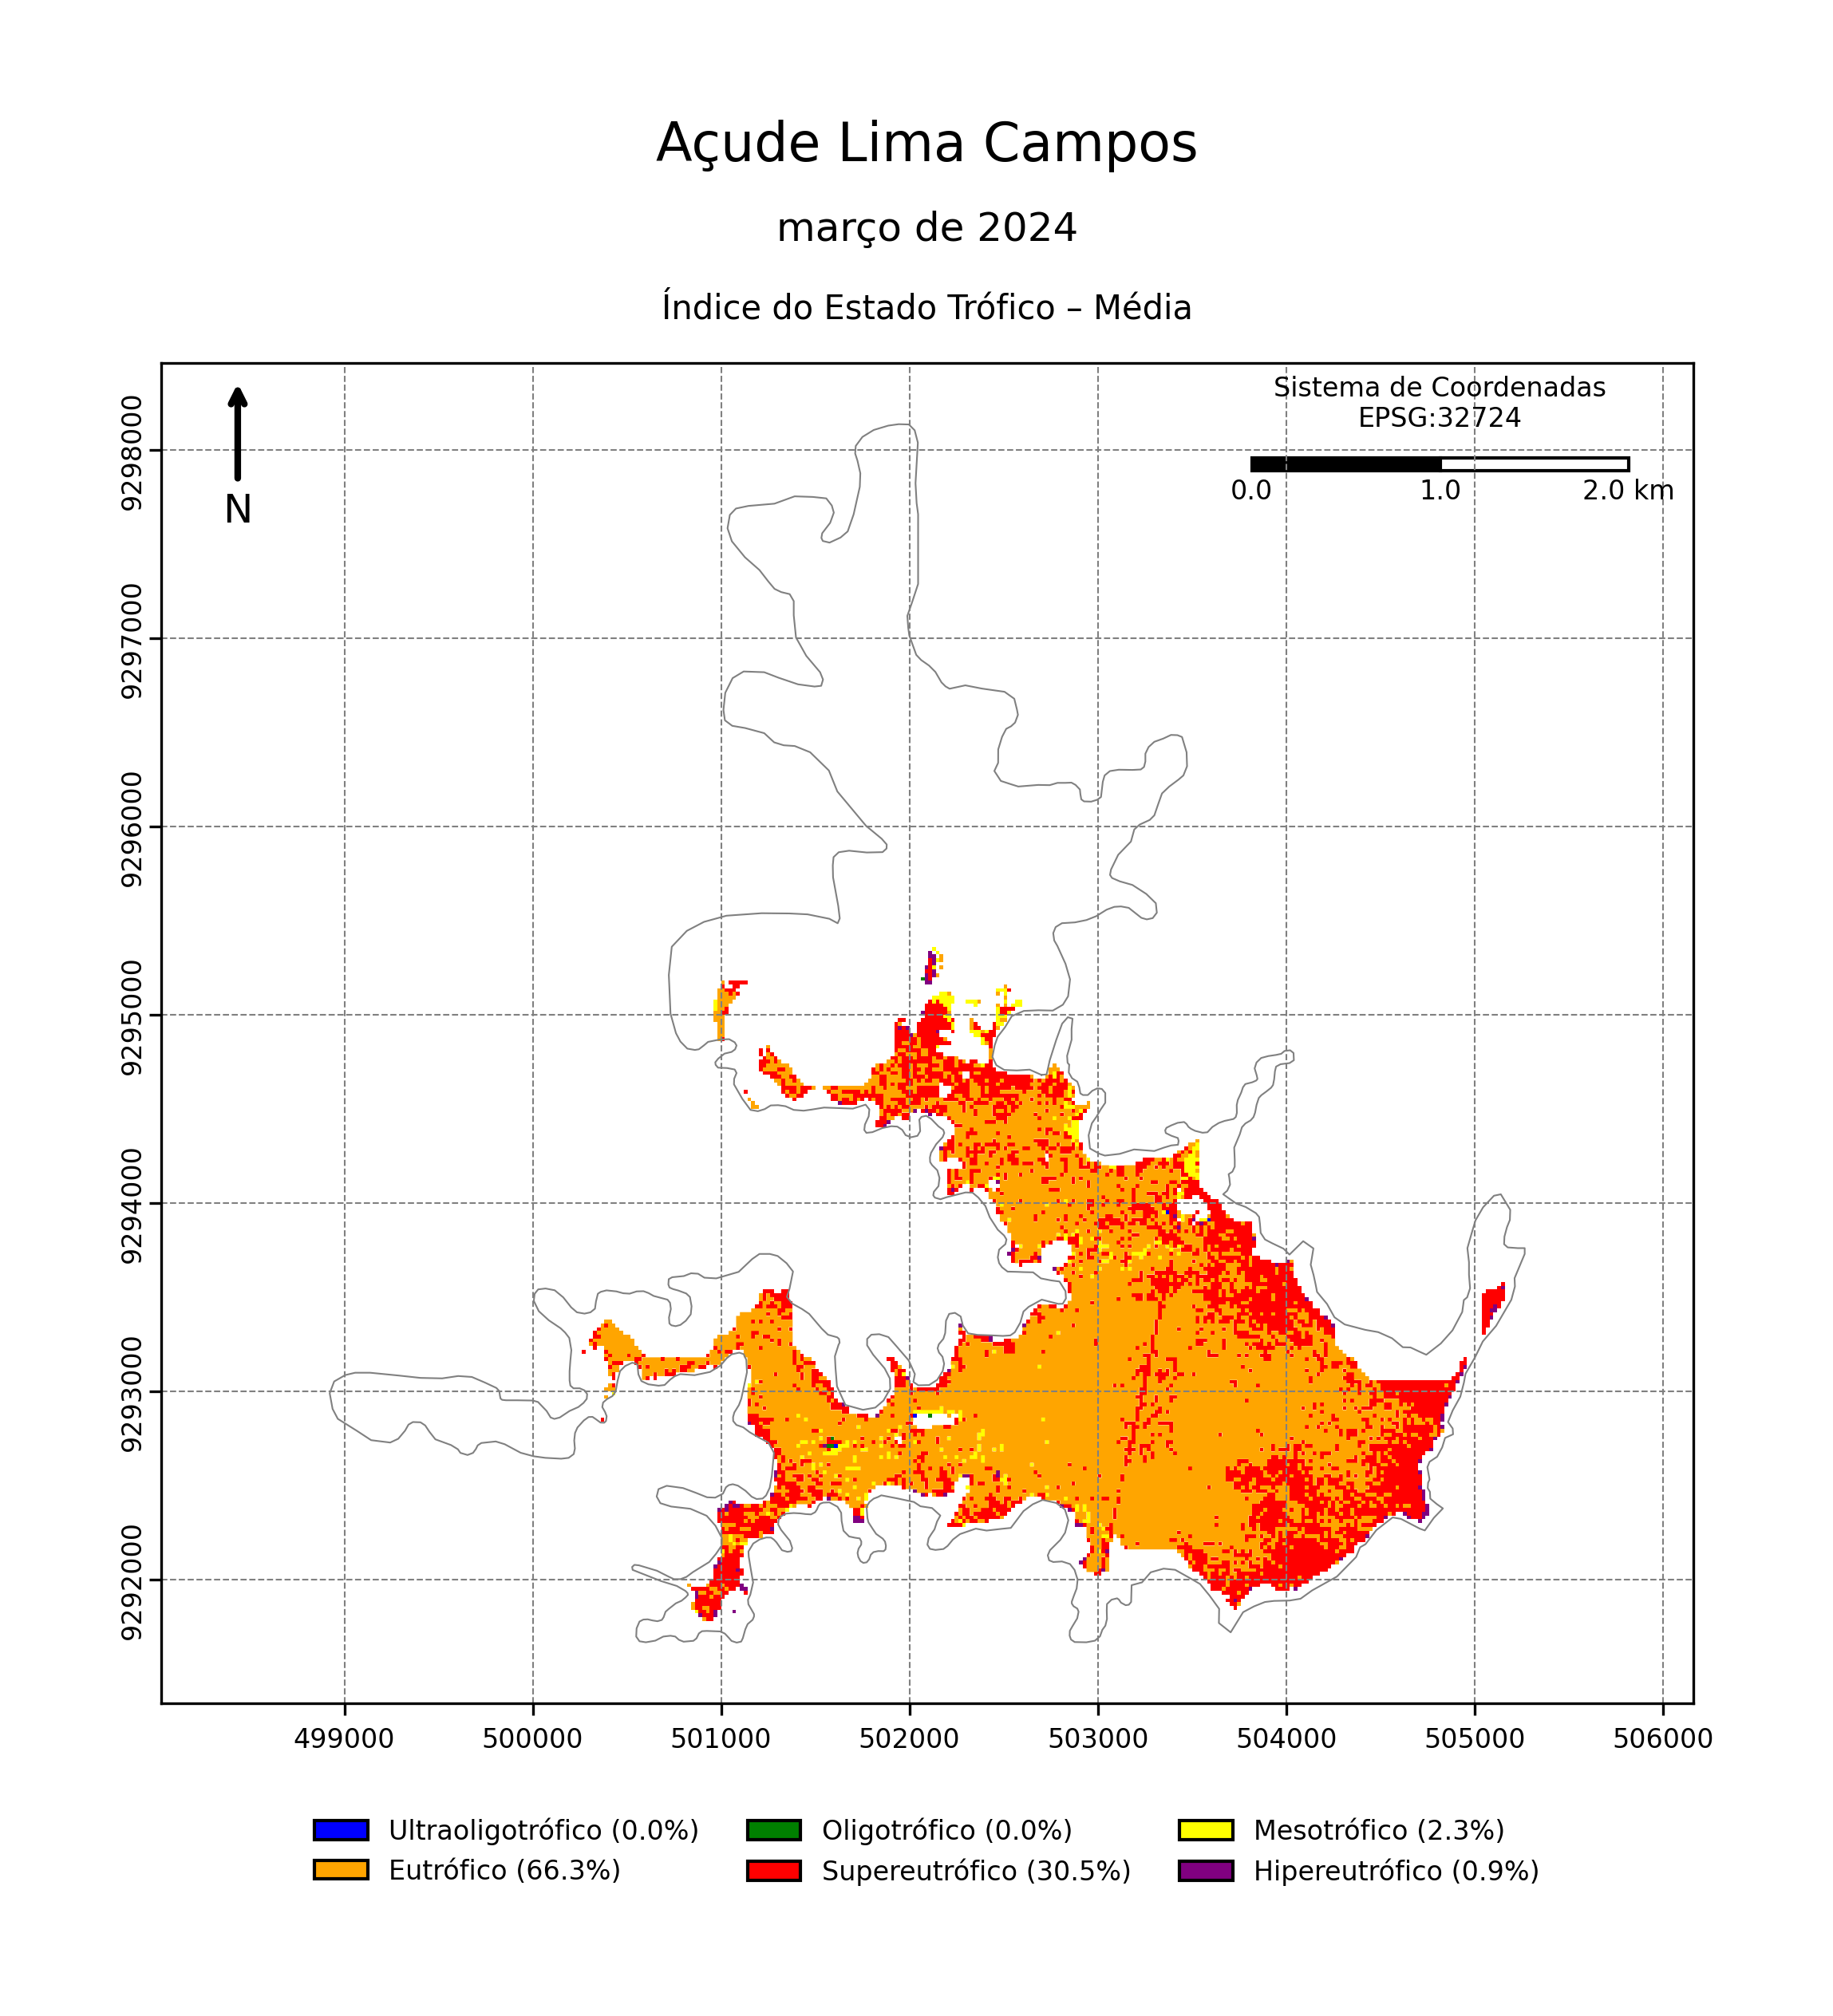 Açude Lima Campos
março de 2024
Índice do Estado Trófico – Média
Sistema de Coordenadas
EPSG:32724
0.0 1.0 2.0 km
N
9298000
9297000
9296000
9295000
9294000
9293000
9292000
499000 500000 501000 502000 503000 504000 505000 506000
Ultraoligotrófico (0.0%) Oligotrófico (0.0%) Mesotrófico (2.3%)
Eutrófico (66.3%) Supereutrófico (30.5%) Hipereutrófico (0.9%)